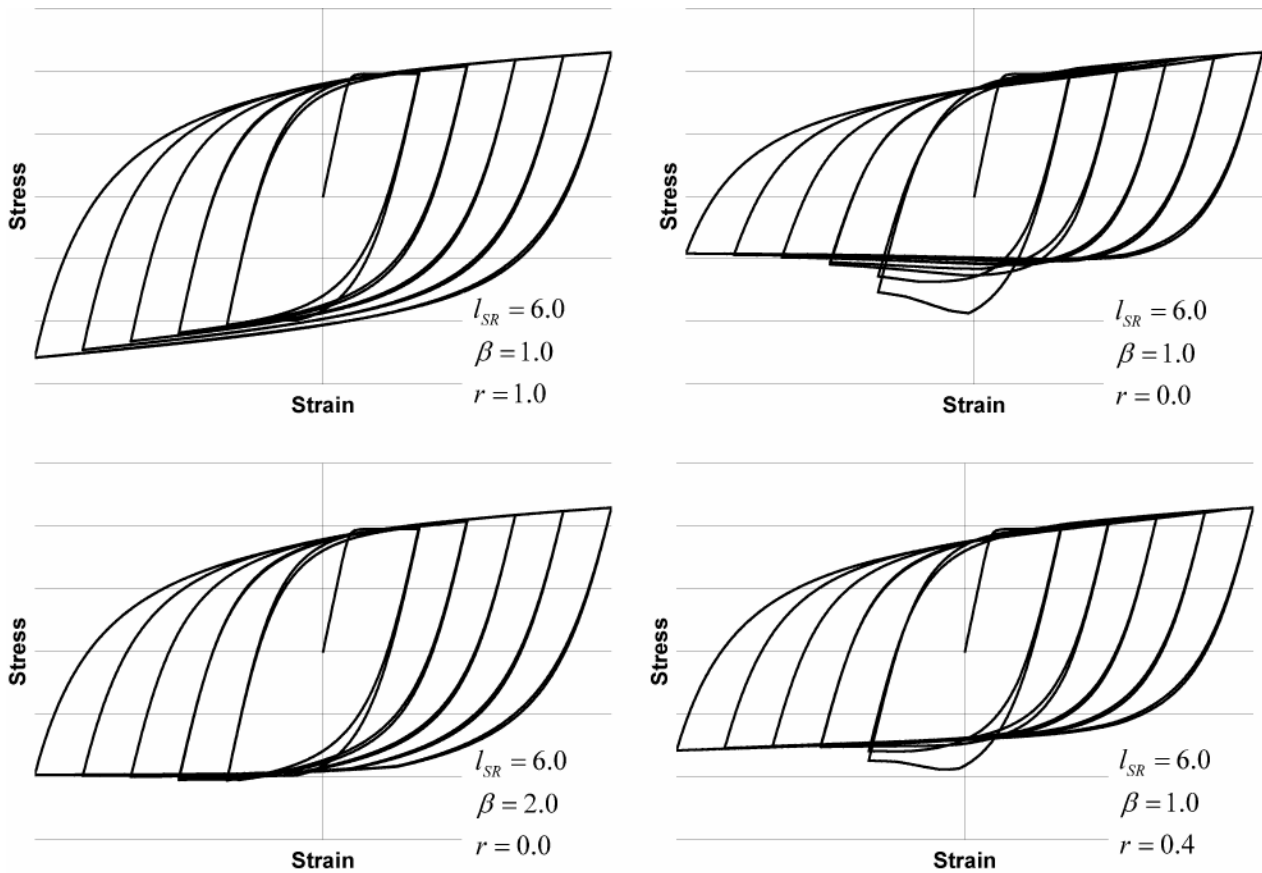 Stress
l_SR = 6.0
β = 1.0
r = 1.0
Strain
Stress
l_SR = 6.0
β = 1.0
r = 0.0
Strain
Stress
l_SR = 6.0
β = 2.0
r = 0.0
Strain
Stress
l_SR = 6.0
β = 1.0
r = 0.4
Strain